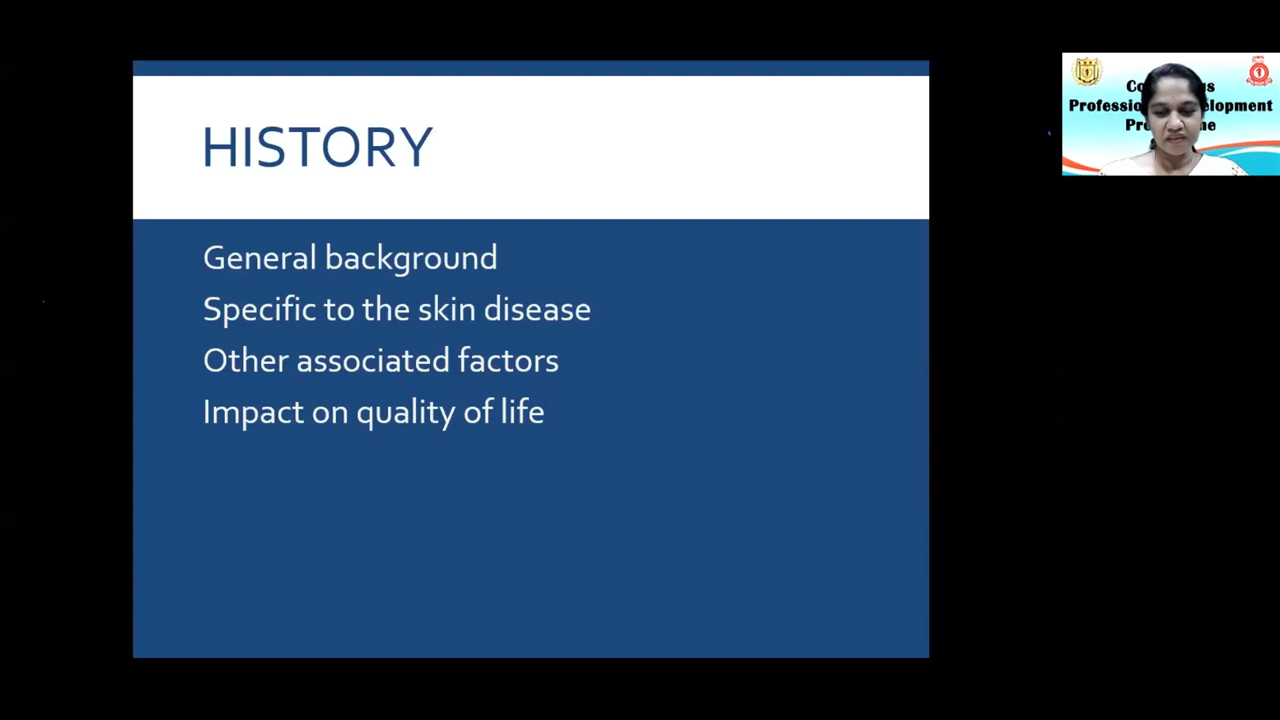 HISTORY
General background
Specific to the skin disease
Other associated factors
Impact on quality of life